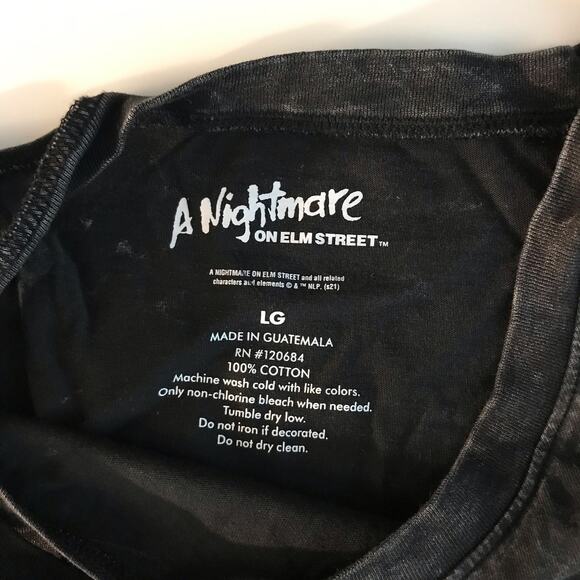 A Nightmare
ON ELM STREET™
A NIGHTMARE ON ELM STREET and all related
characters and elements © & ™ NLP. (s21)
LG
MADE IN GUATEMALA
RN #120684
100% COTTON
Machine wash cold with like colors.
Only non-chlorine bleach when needed.
Tumble dry low.
Do not iron if decorated.
Do not dry clean.